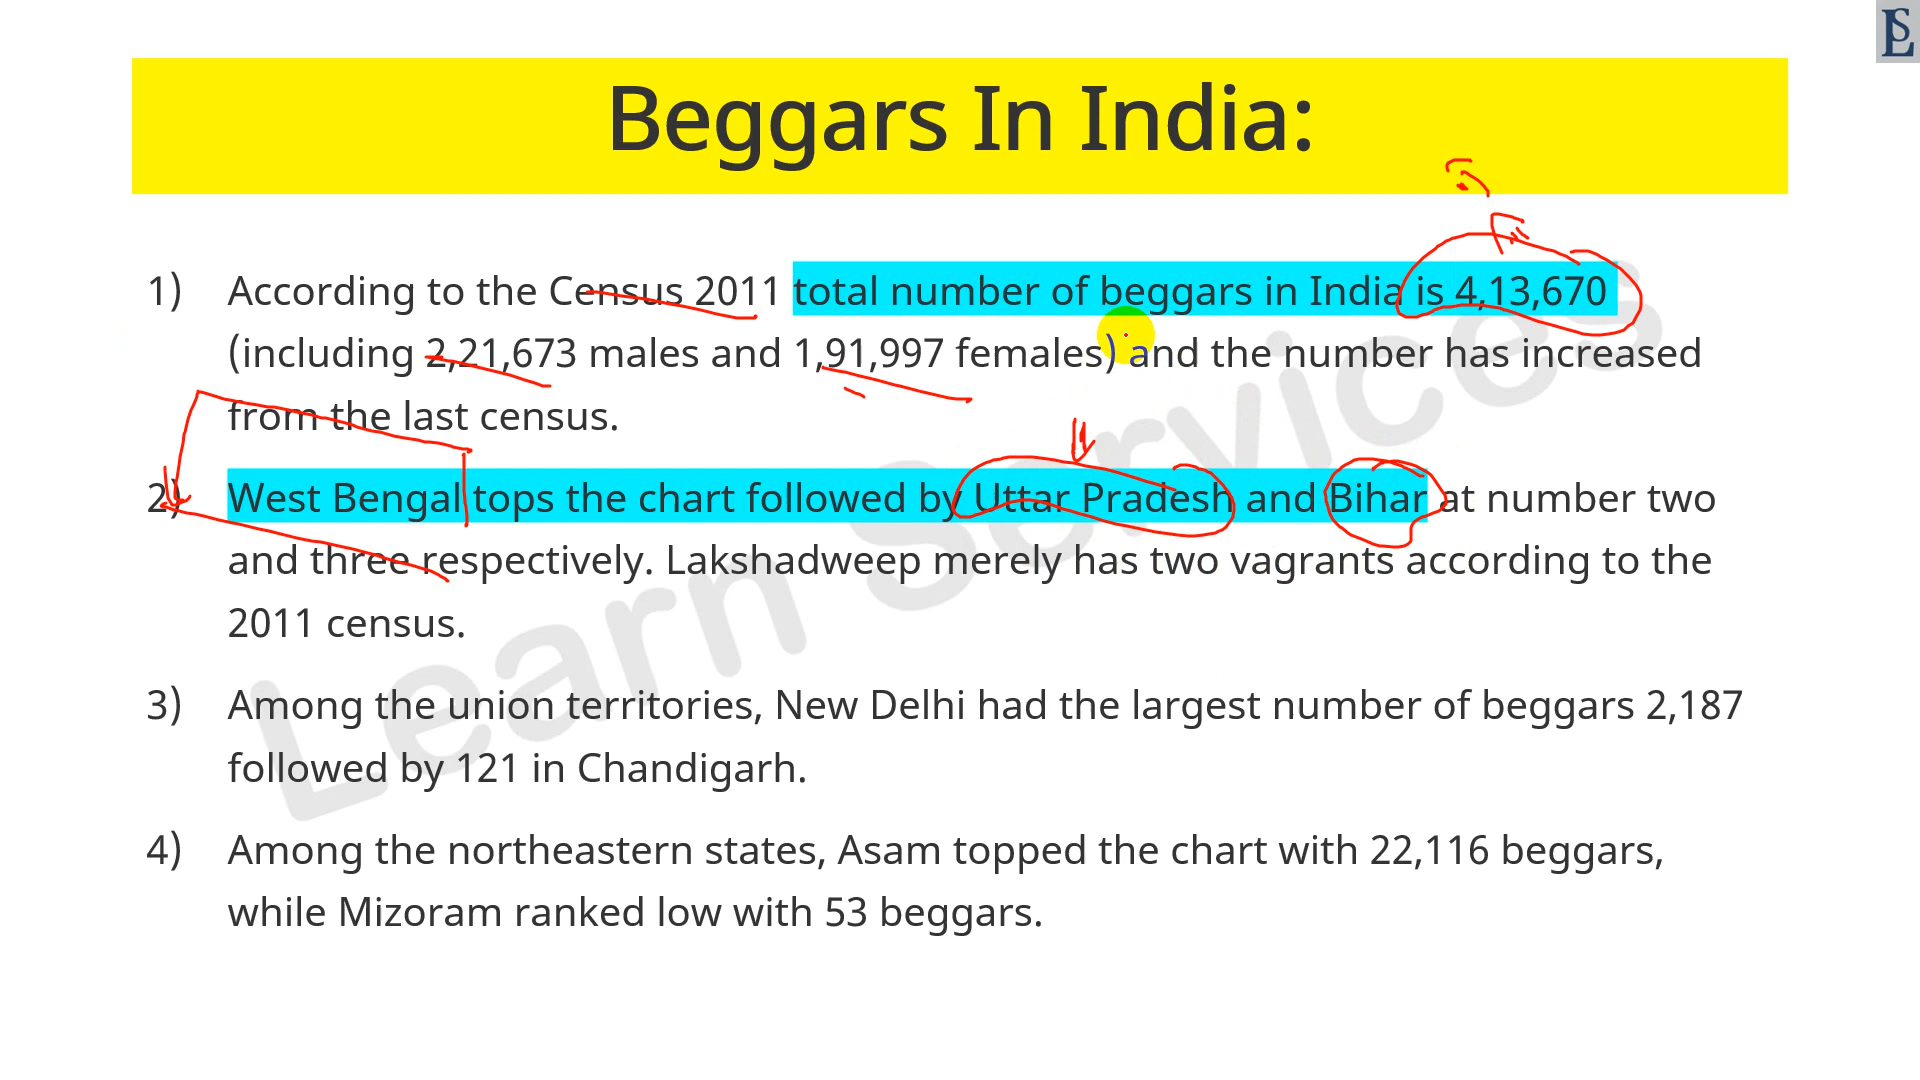 LS
Beggars In India:
1) According to the Census 2011 total number of beggars in India is 4,13,670
(including 2,21,673 males and 1,91,997 females) and the number has increased
from the last census.
2) West Bengal tops the chart followed by Uttar Pradesh and Bihar at number two
and three respectively. Lakshadweep merely has two vagrants according to the
2011 census.
3) Among the union territories, New Delhi had the largest number of beggars 2,187
followed by 121 in Chandigarh.
4) Among the northeastern states, Asam topped the chart with 22,116 beggars,
while Mizoram ranked low with 53 beggars.
Learn Services